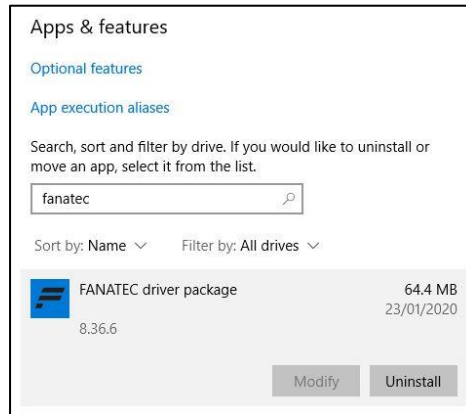 Apps & features
Optional features
App execution aliases
Search, sort and filter by drive. If you would like to uninstall or
move an app, select it from the list.
fanatec
Sort by: Name Filter by: All drives
FANATEC driver package 64.4 MB
23/01/2020
8.36.6
Modify Uninstall